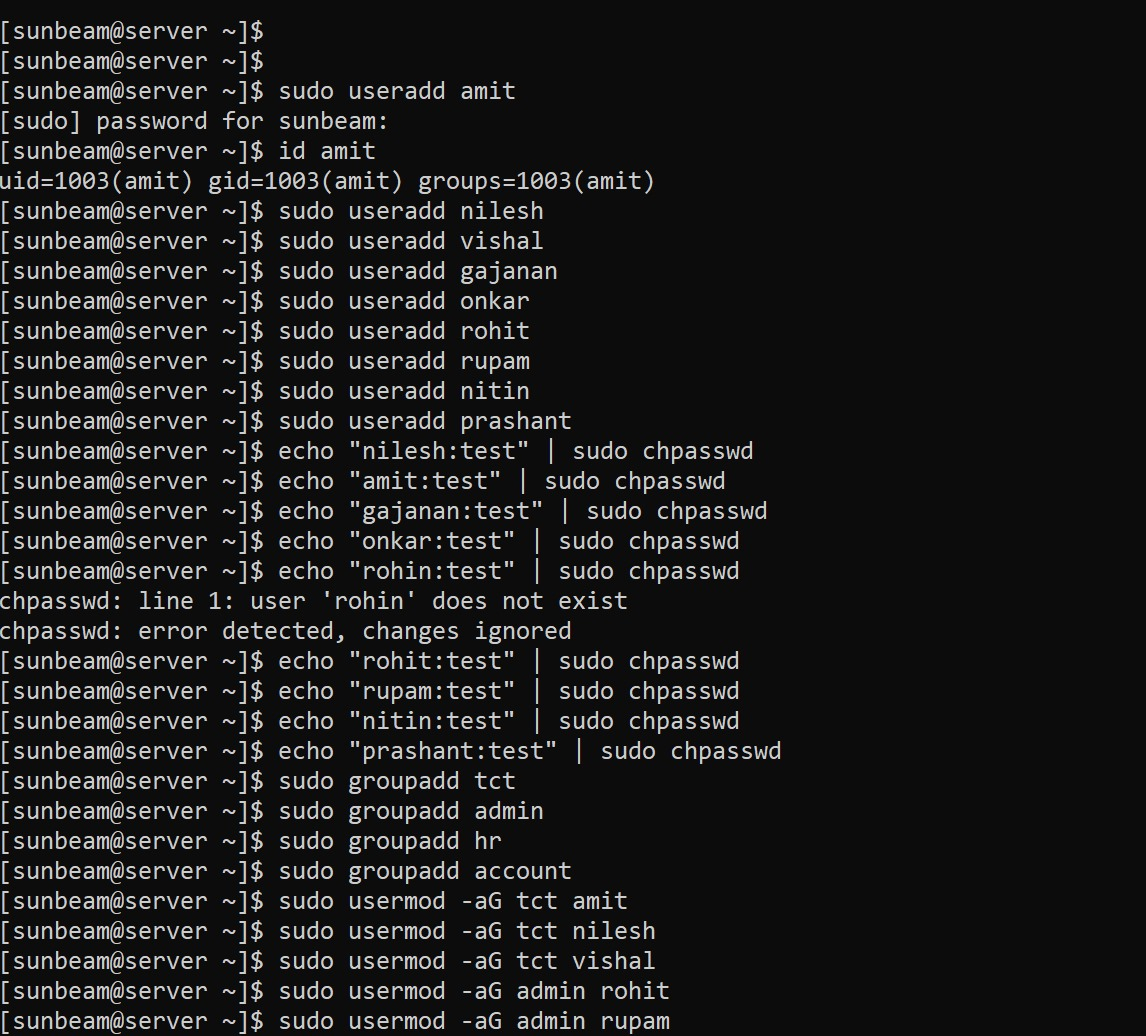 [sunbeam@server ~]$
[sunbeam@server ~]$
[sunbeam@server ~]$ sudo useradd amit
[sudo] password for sunbeam:
[sunbeam@server ~]$ id amit
uid=1003(amit) gid=1003(amit) groups=1003(amit)
[sunbeam@server ~]$ sudo useradd nilesh
[sunbeam@server ~]$ sudo useradd vishal
[sunbeam@server ~]$ sudo useradd gajanan
[sunbeam@server ~]$ sudo useradd onkar
[sunbeam@server ~]$ sudo useradd rohit
[sunbeam@server ~]$ sudo useradd rupam
[sunbeam@server ~]$ sudo useradd nitin
[sunbeam@server ~]$ sudo useradd prashant
[sunbeam@server ~]$ echo "nilesh:test" | sudo chpasswd
[sunbeam@server ~]$ echo "amit:test" | sudo chpasswd
[sunbeam@server ~]$ echo "gajanan:test" | sudo chpasswd
[sunbeam@server ~]$ echo "onkar:test" | sudo chpasswd
[sunbeam@server ~]$ echo "rohin:test" | sudo chpasswd
chpasswd: line 1: user 'rohin' does not exist
chpasswd: error detected, changes ignored
[sunbeam@server ~]$ echo "rohit:test" | sudo chpasswd
[sunbeam@server ~]$ echo "rupam:test" | sudo chpasswd
[sunbeam@server ~]$ echo "nitin:test" | sudo chpasswd
[sunbeam@server ~]$ echo "prashant:test" | sudo chpasswd
[sunbeam@server ~]$ sudo groupadd tct
[sunbeam@server ~]$ sudo groupadd admin
[sunbeam@server ~]$ sudo groupadd hr
[sunbeam@server ~]$ sudo groupadd account
[sunbeam@server ~]$ sudo usermod -aG tct amit
[sunbeam@server ~]$ sudo usermod -aG tct nilesh
[sunbeam@server ~]$ sudo usermod -aG tct vishal
[sunbeam@server ~]$ sudo usermod -aG admin rohit
[sunbeam@server ~]$ sudo usermod -aG admin rupam